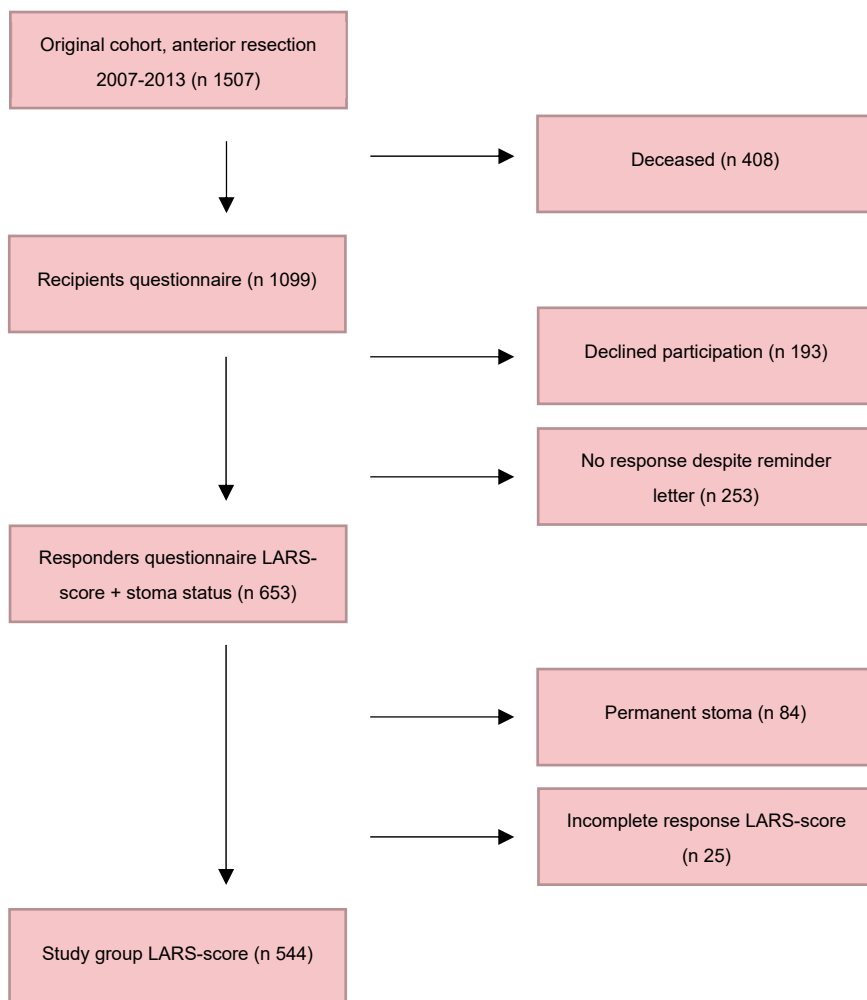 Original cohort, anterior resection
2007-2013 (n 1507)
Deceased (n 408)
Recipients questionnaire (n 1099)
Declined participation (n 193)
No response despite reminder
letter (n 253)
Responders questionnaire LARS-
score + stoma status (n 653)
Permanent stoma (n 84)
Incomplete response LARS-score
(n 25)
Study group LARS-score (n 544)